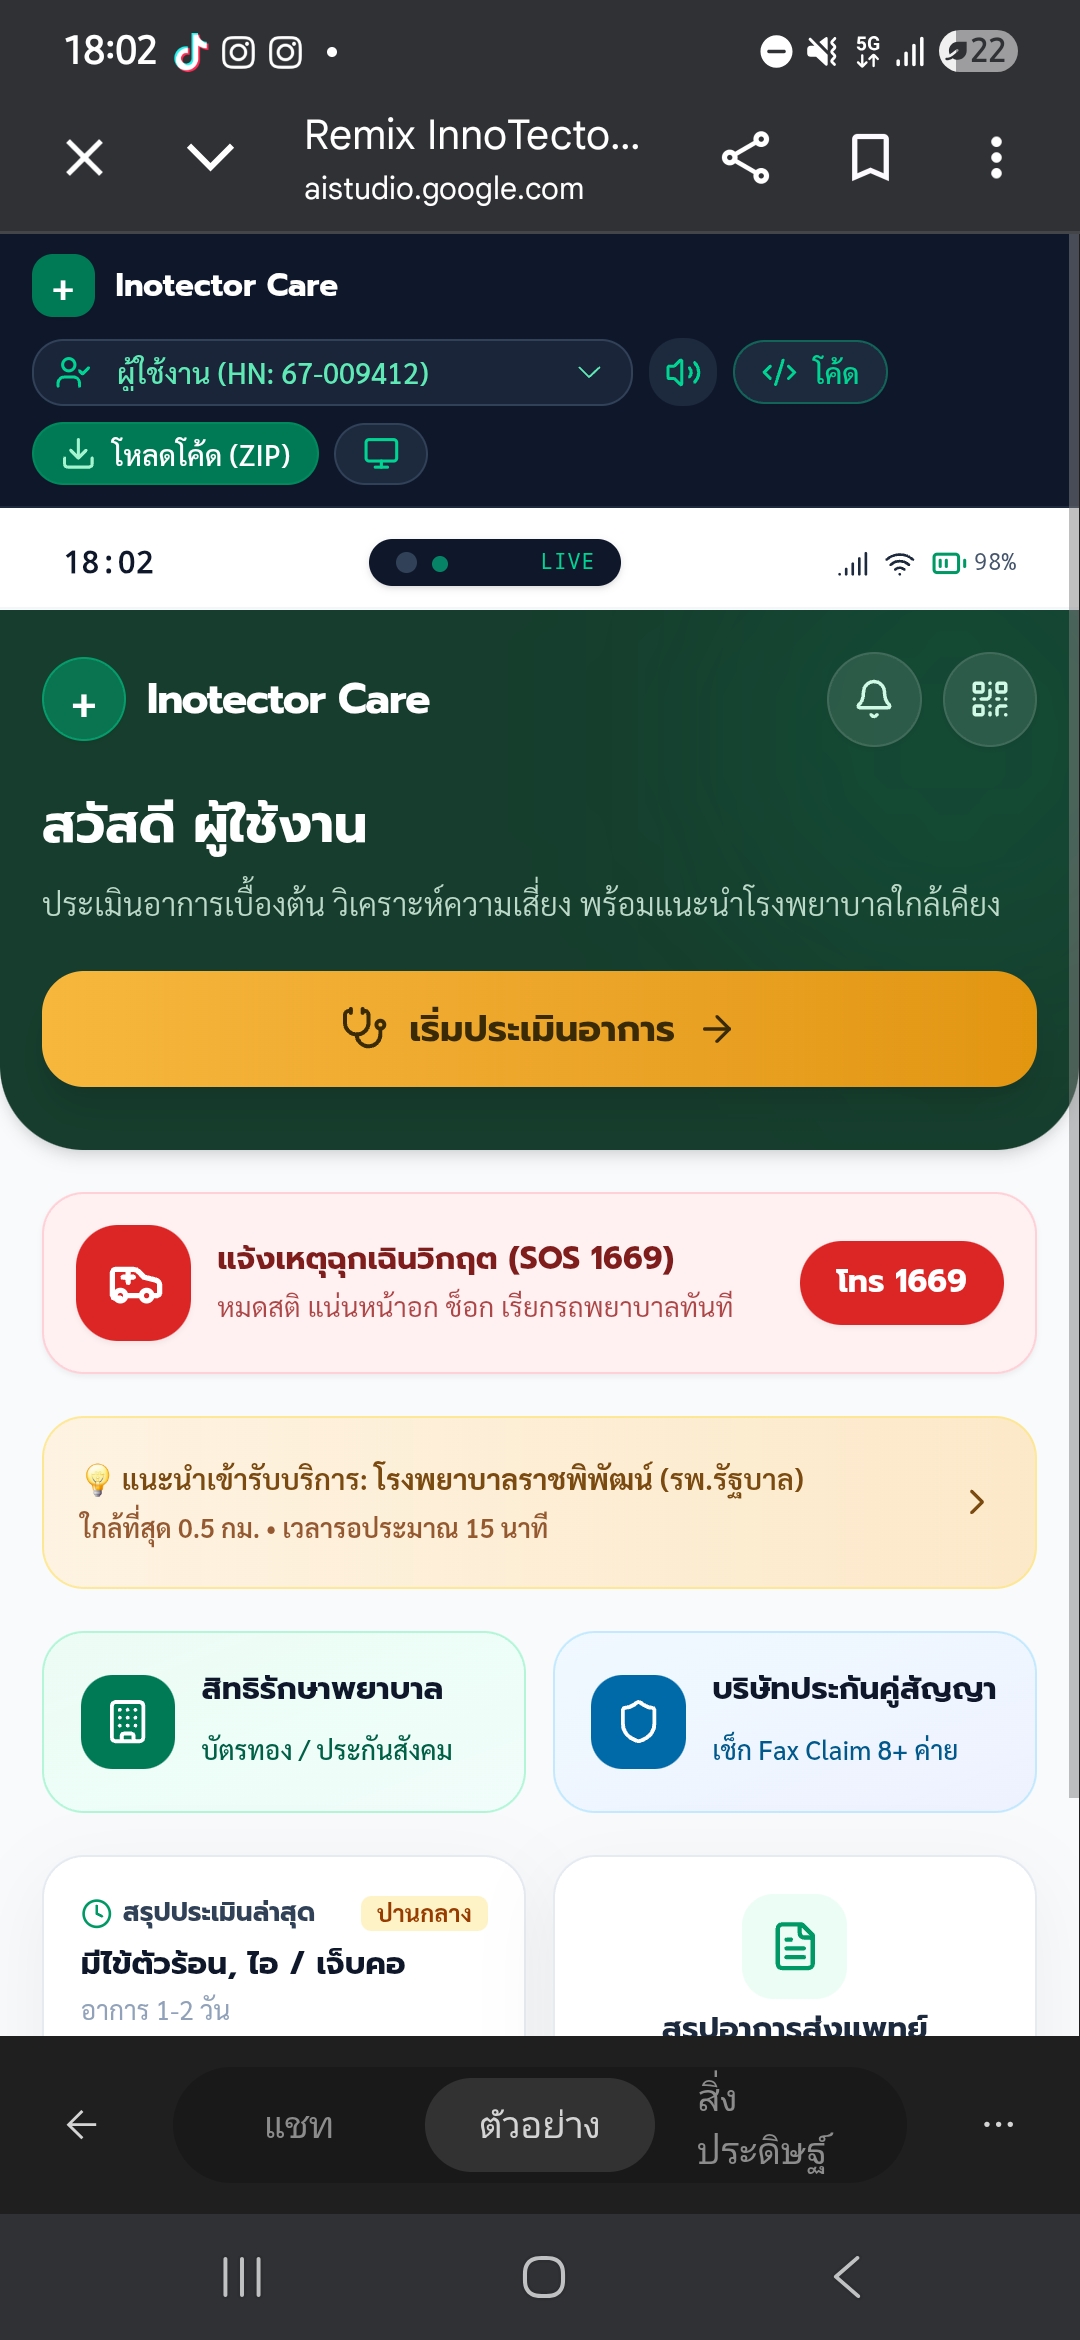 18:02
5G
22
Remix InnoTecto...
aistudio.google.com
+ Inotector Care
ผู้ใช้งาน (HN: 67-009412)
</> โค้ด
โหลดโค้ด (ZIP)
18:02
LIVE
98%
+ Inotector Care
สวัสดี ผู้ใช้งาน
ประเมินอาการเบื้องต้น วิเคราะห์ความเสี่ยง พร้อมแนะนำโรงพยาบาลใกล้เคียง
เริ่มประเมินอาการ →
แจ้งเหตุฉุกเฉินวิกฤต (SOS 1669)
หมดสติ แน่นหน้าอก ช็อก เรียกรถพยาบาลทันที
โทร 1669
💡 แนะนำเข้ารับบริการ: โรงพยาบาลราชพิพัฒน์ (รพ.รัฐบาล)
ใกล้ที่สุด 0.5 กม. • เวลารอประมาณ 15 นาที
สิทธิรักษาพยาบาล
บัตรทอง / ประกันสังคม
บริษัทประกันคู่สัญญา
เช็ก Fax Claim 8+ ค่าย
สรุปประเมินล่าสุด
ปานกลาง
มีไข้ตัวร้อน, ไอ / เจ็บคอ
อาการ 1-2 วัน
สรุปอาการส่งแพทย์
แชท
ตัวอย่าง
สิ่ง
ประดิษฐ์